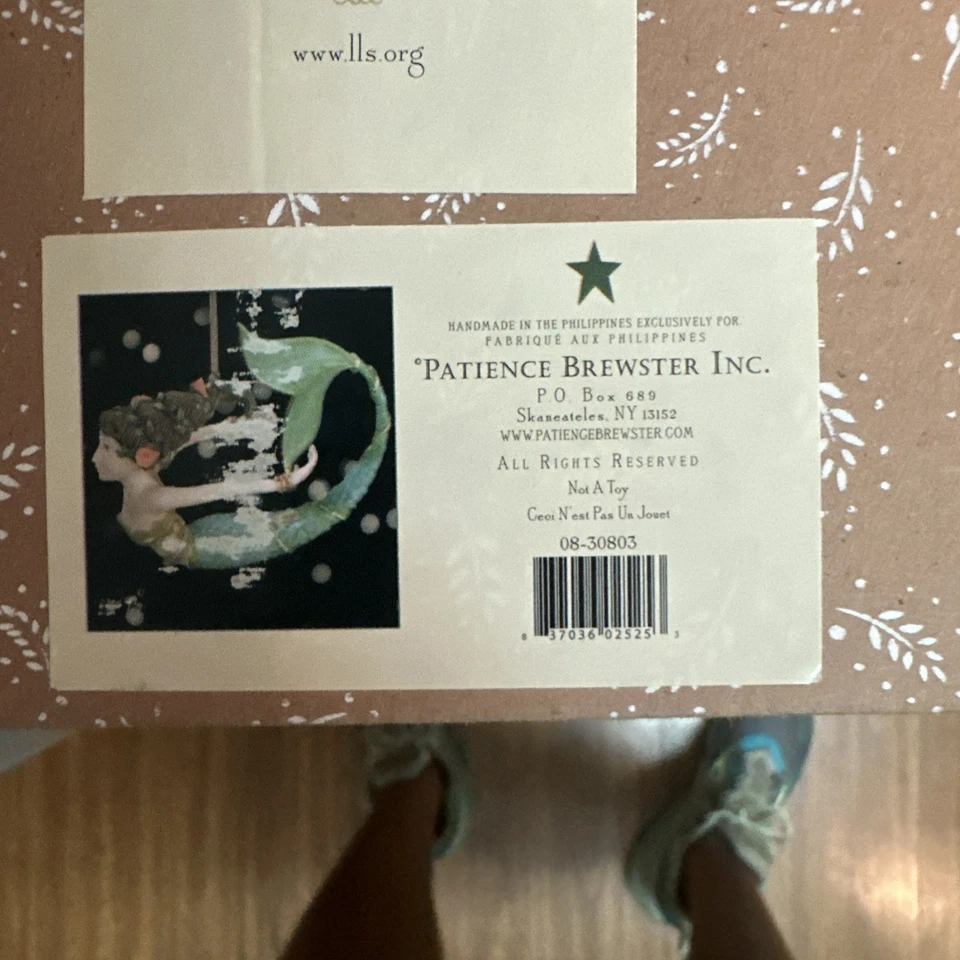 www.lls.org
HANDMADE IN THE PHILIPPINES EXCLUSIVELY FOR
FABRIQUÉ AUX PHILIPPINES
©PATIENCE BREWSTER INC.
P.O. Box 689
Skaneateles, NY 13152
WWW.PATIENCEBREWSTER.COM
ALL RIGHTS RESERVED
Not A Toy
Ceci N'est Pas Un Jouet
08-30803
8 37036 02525 3